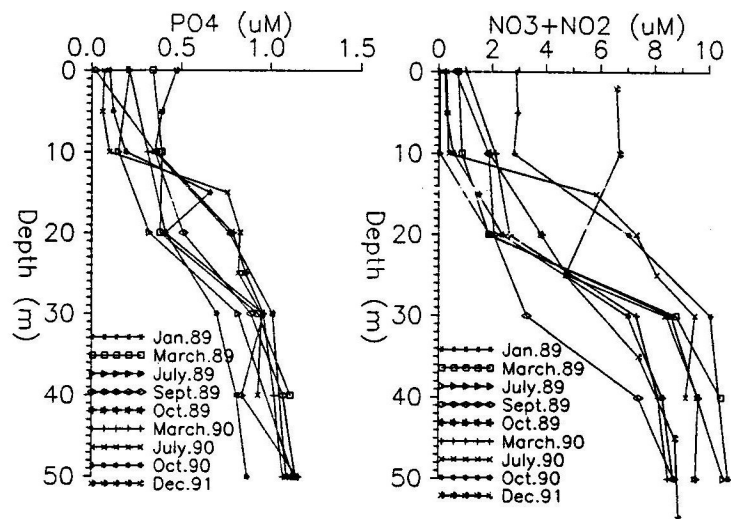 PO4 (uM)
0.0 0.5 1.0 1.5
0
10
20
30
40
50
Depth (m)
Jan.89
March.89
July.89
Sept.89
Oct.89
March.90
July.90
Oct.90
Dec.91
NO3+NO2 (uM)
0 2 4 6 8 10
0
10
20
30
40
50
Depth (m)
Jan.89
March.89
July.89
Sept.89
Oct.89
March.90
July.90
Oct.90
Dec.91